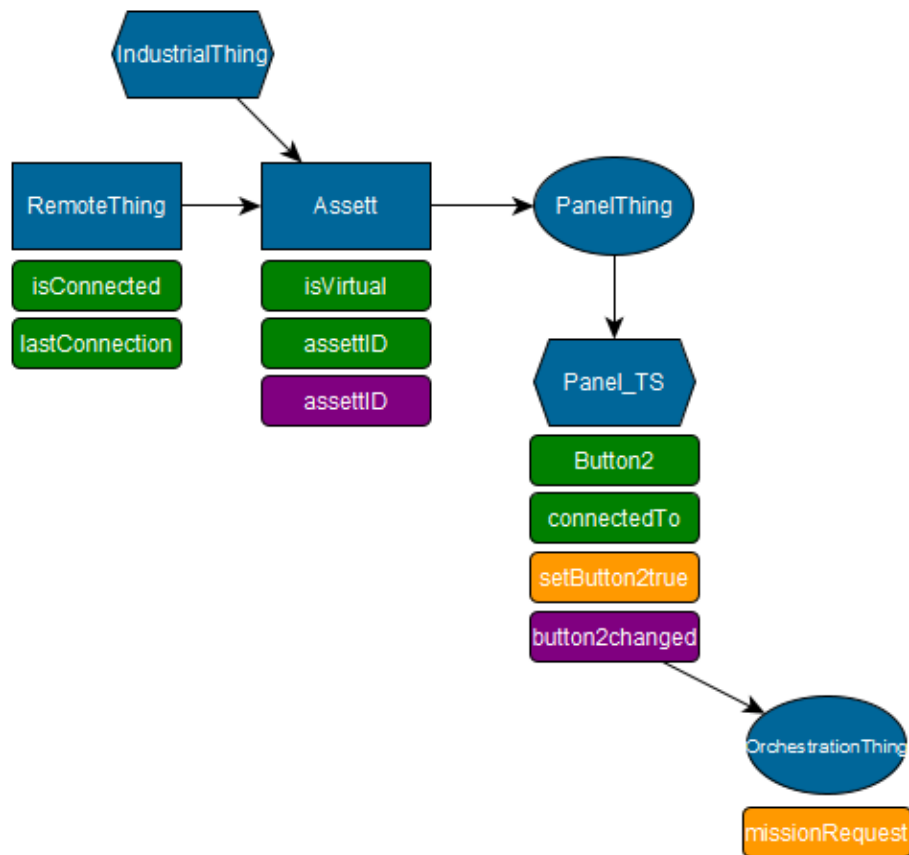 IndustrialThing
RemoteThing
Assett
PanelThing
isConnected
isVirtual
lastConnection
assettID
assettID
Panel_TS
Button2
connectedTo
setButton2true
button2changed
OrchestrationThing
missionRequest